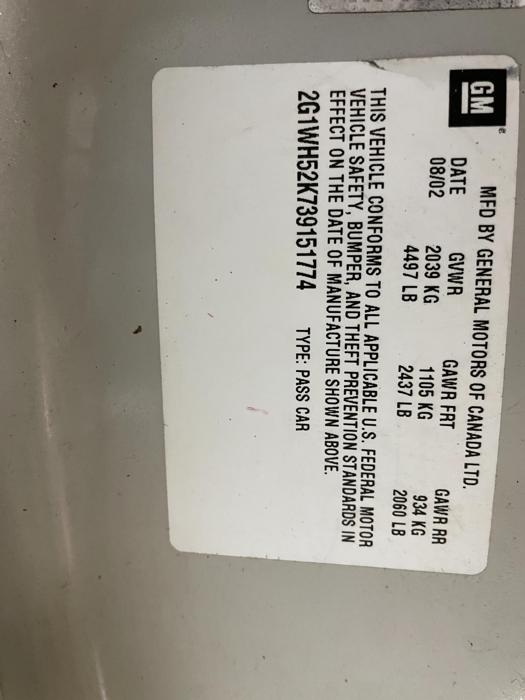 GM
MFD BY GENERAL MOTORS OF CANADA LTD.
DATE GVWR GAWR FRT GAWR RR
08/02 2039 KG 1105 KG 934 KG
4497 LB 2437 LB 2060 LB
THIS VEHICLE CONFORMS TO ALL APPLICABLE U.S. FEDERAL MOTOR
VEHICLE SAFETY, BUMPER, AND THEFT PREVENTION STANDARDS IN
EFFECT ON THE DATE OF MANUFACTURE SHOWN ABOVE.
2G1WH52K739151774 TYPE: PASS CAR